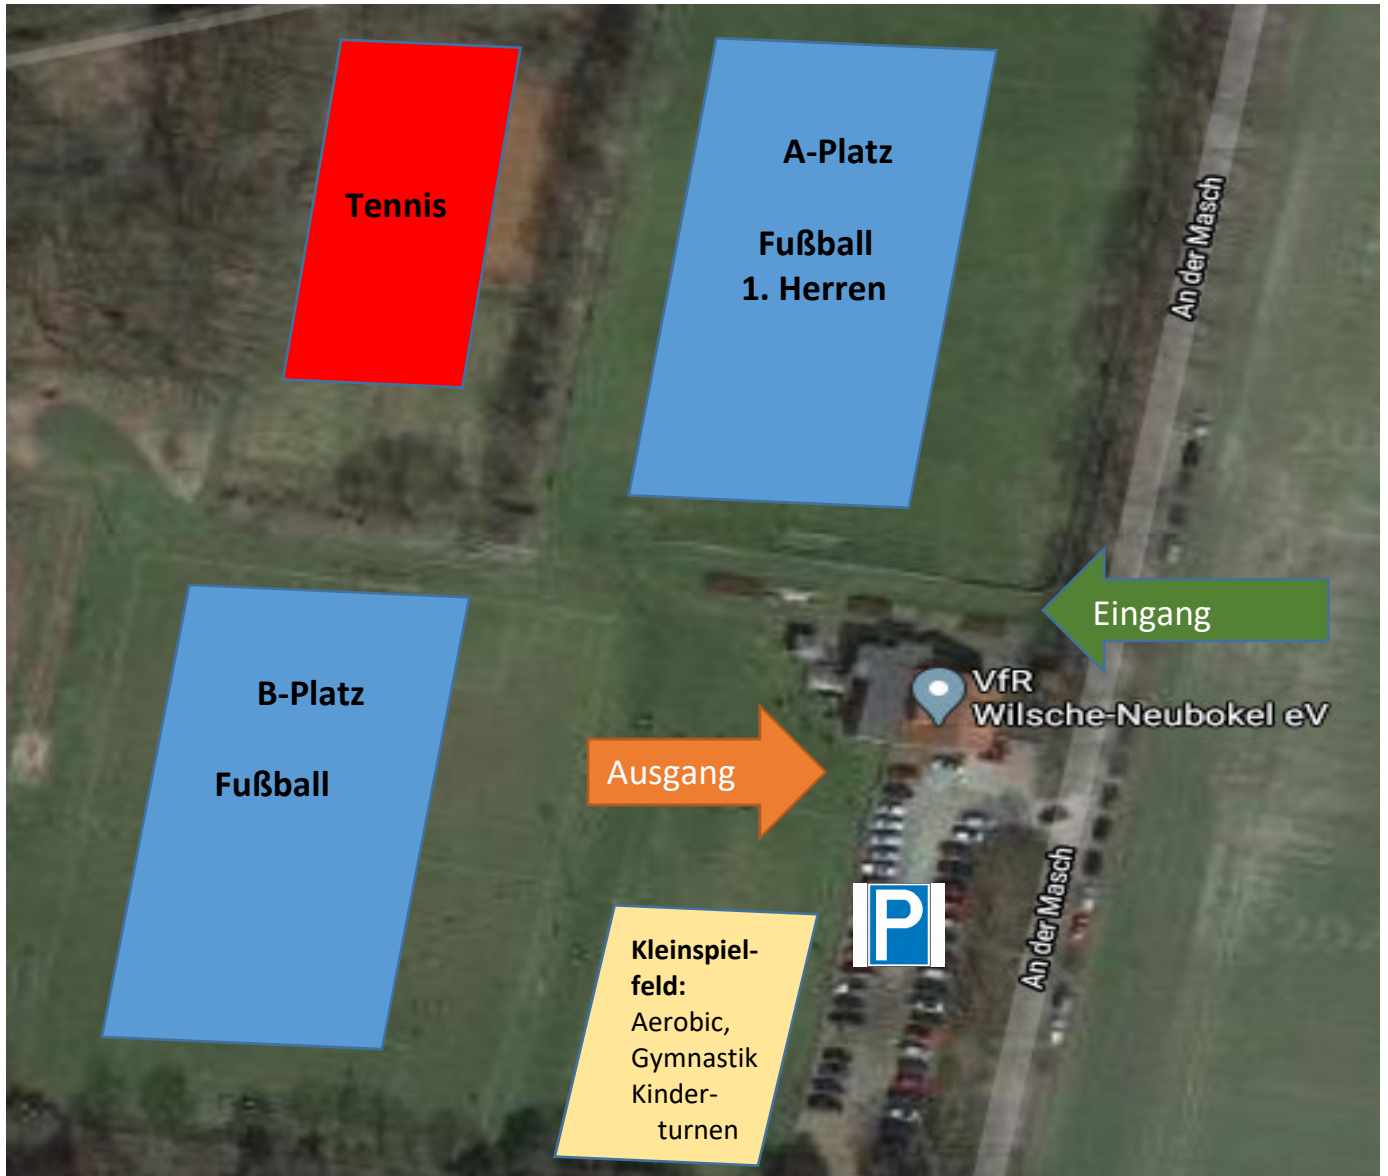 Tennis
A-Platz
Fußball
1. Herren
An der Masch
Eingang
VfR
Wilsche-Neubokel eV
B-Platz
Fußball
Ausgang
P
An der Masch
Kleinspiel-
feld:
Aerobic,
Gymnastik
Kinder-
turnen